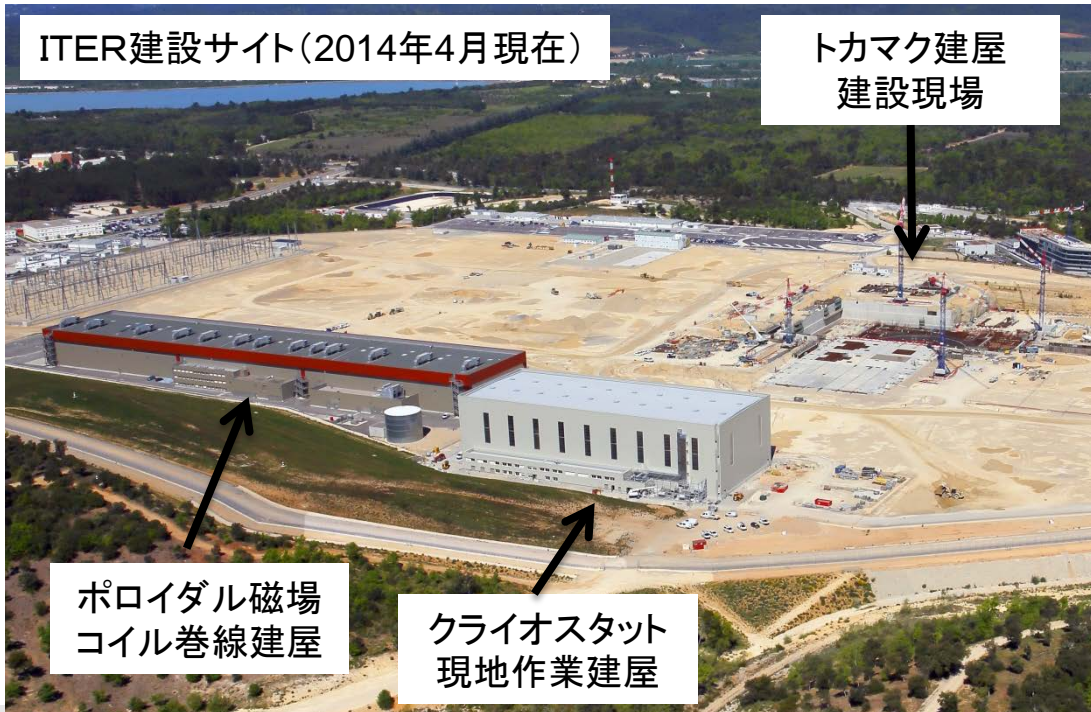 ITER建設サイト(2014年4月現在)
トカマク建屋
建設現場
ポロイダル磁場
コイル巻線建屋
クライオスタット
現地作業建屋